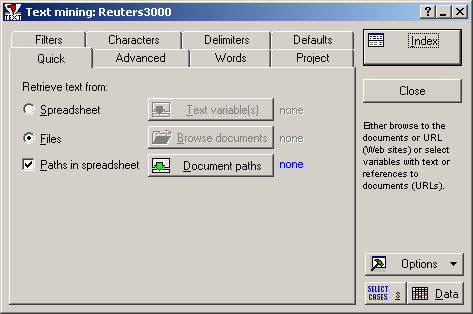 Text mining: Reuters3000
Filters Characters Delimiters Defaults
Quick Advanced Words Project
Retrieve text from:
Spreadsheet Text variable(s) none
Files Browse documents none
Paths in spreadsheet Document paths none
Index
Close
Either browse to the
documents or URL
(Web sites) or select
variables with text or
references to
documents (URLs).
Options
SELECT
CASES s Data